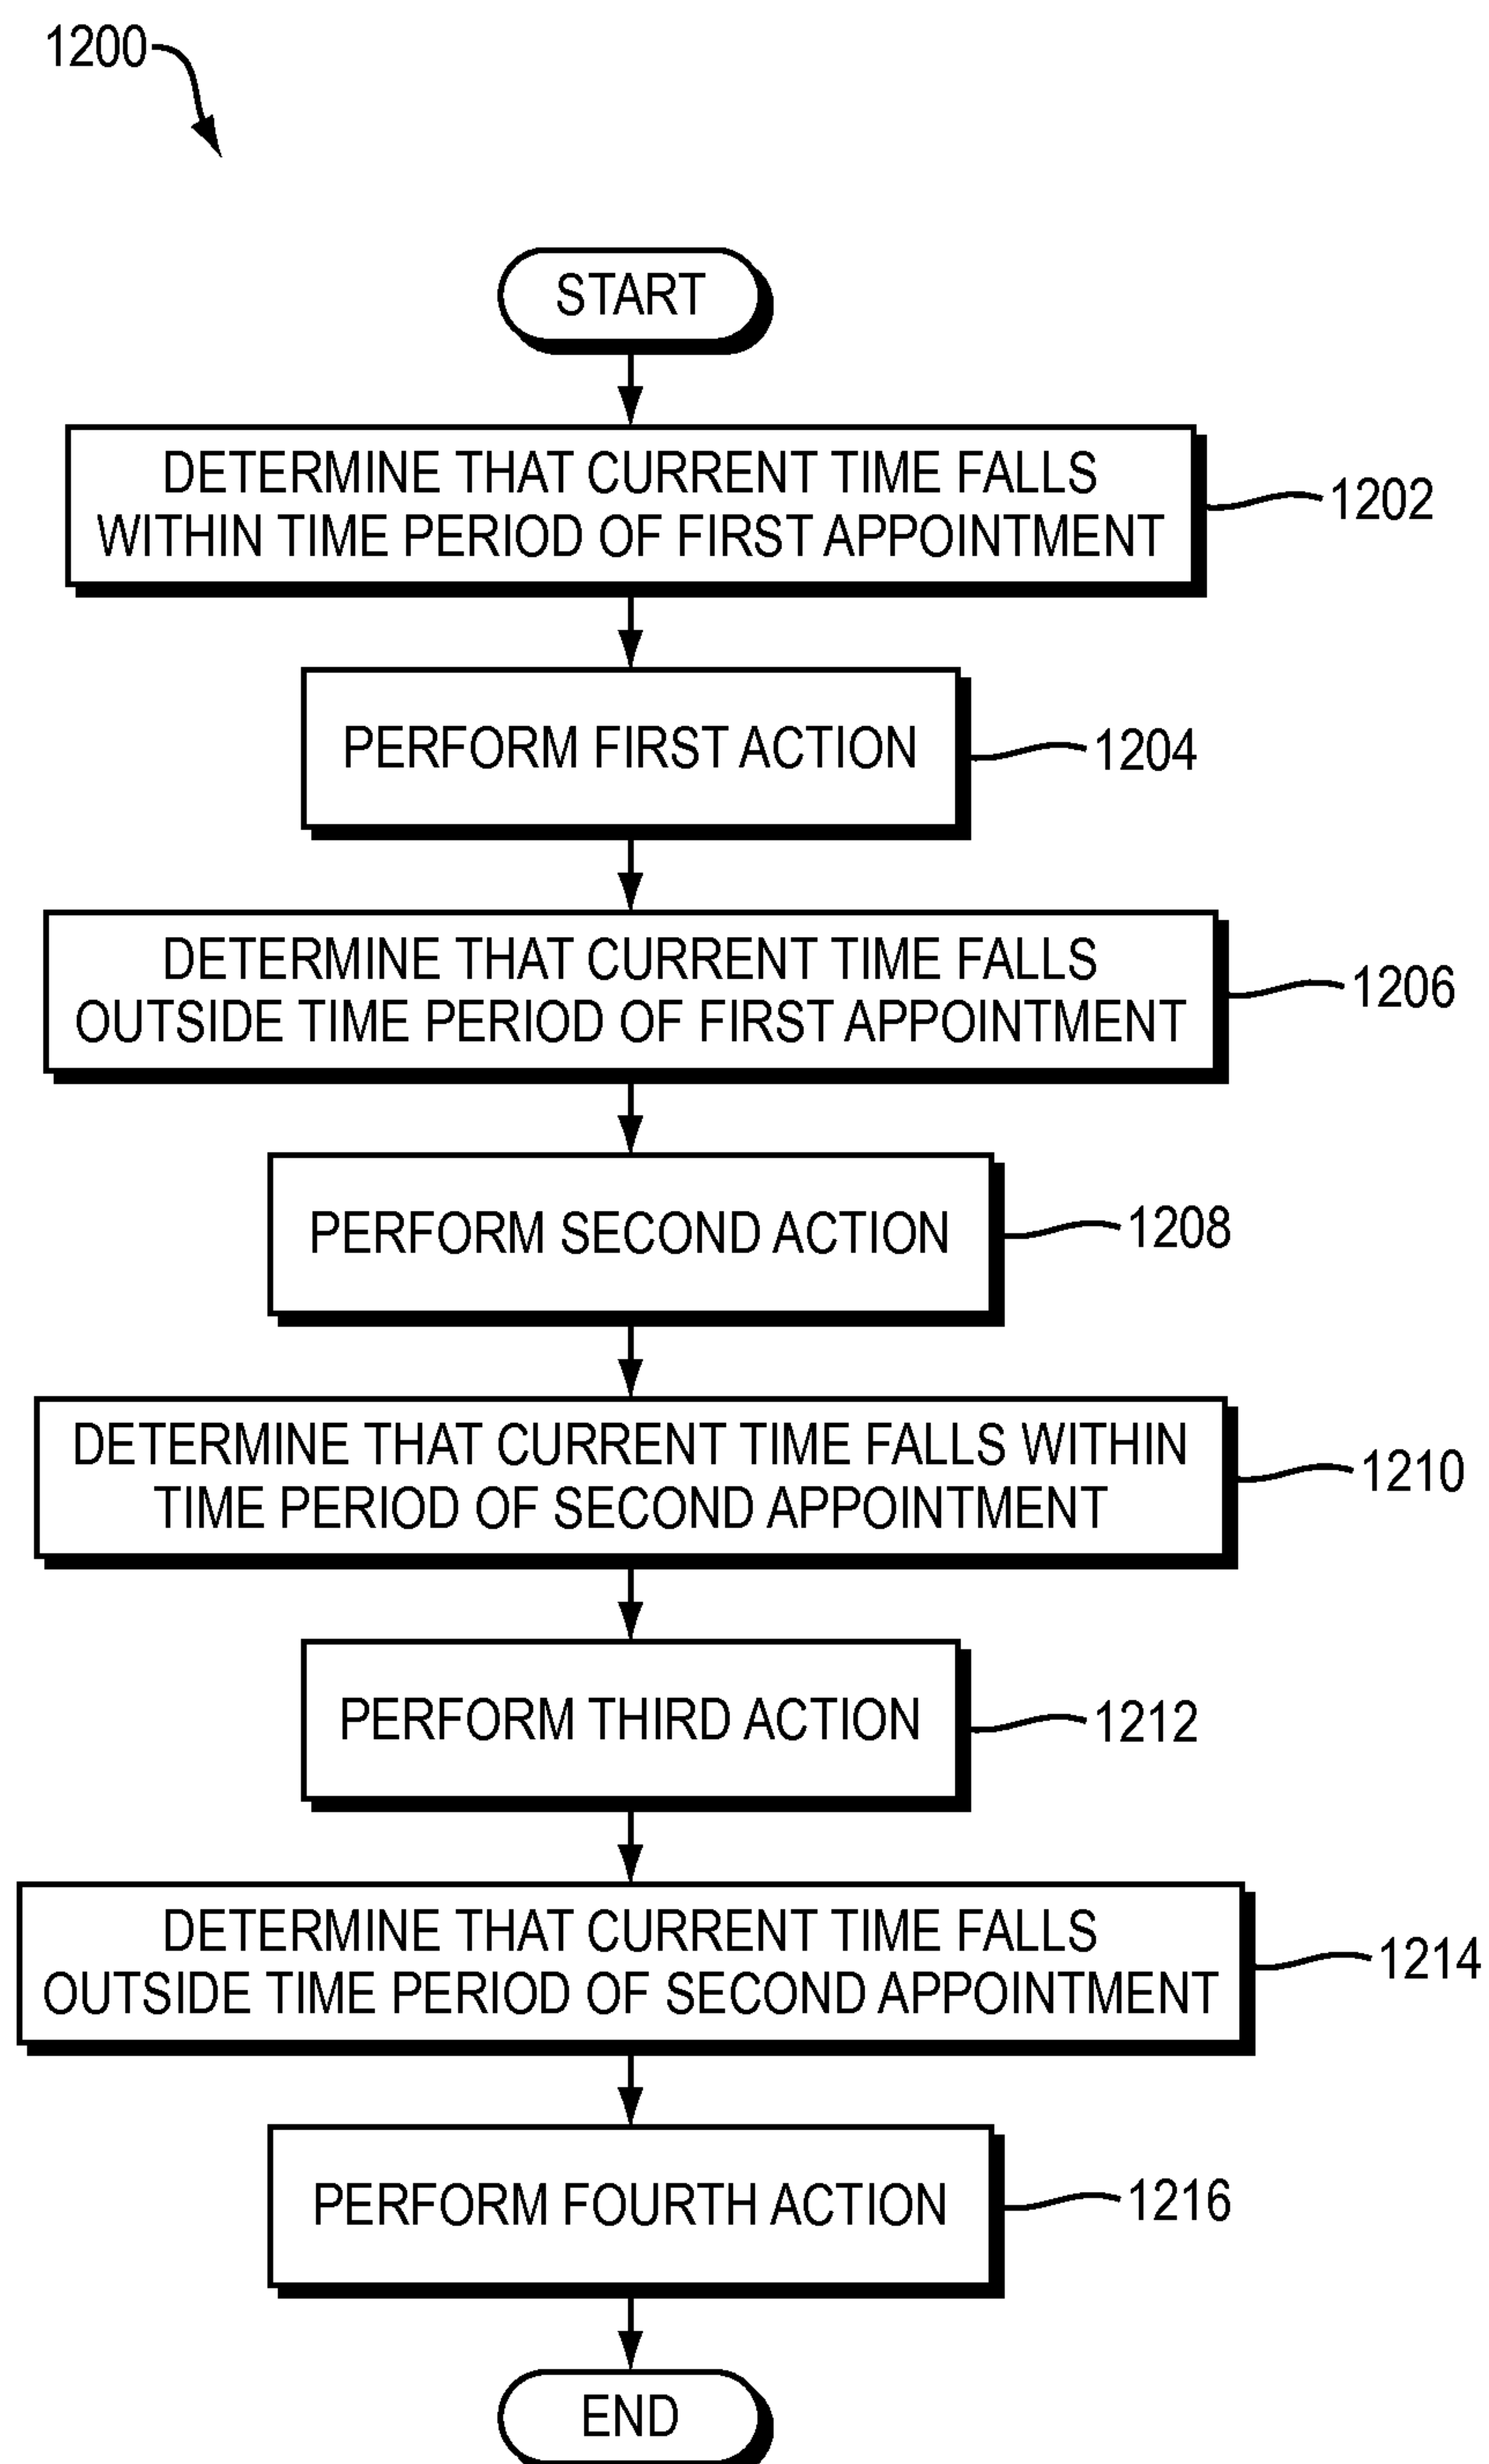 1200
START
DETERMINE THAT CURRENT TIME FALLS
WITHIN TIME PERIOD OF FIRST APPOINTMENT
1202
PERFORM FIRST ACTION
1204
DETERMINE THAT CURRENT TIME FALLS
OUTSIDE TIME PERIOD OF FIRST APPOINTMENT
1206
PERFORM SECOND ACTION
1208
DETERMINE THAT CURRENT TIME FALLS WITHIN
TIME PERIOD OF SECOND APPOINTMENT
1210
PERFORM THIRD ACTION
1212
DETERMINE THAT CURRENT TIME FALLS
OUTSIDE TIME PERIOD OF SECOND APPOINTMENT
1214
PERFORM FOURTH ACTION
1216
END